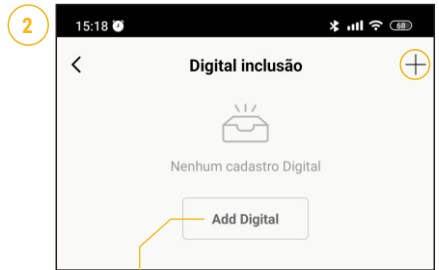 2
15:18
68
Digital inclusão
Nenhum cadastro Digital
Add Digital